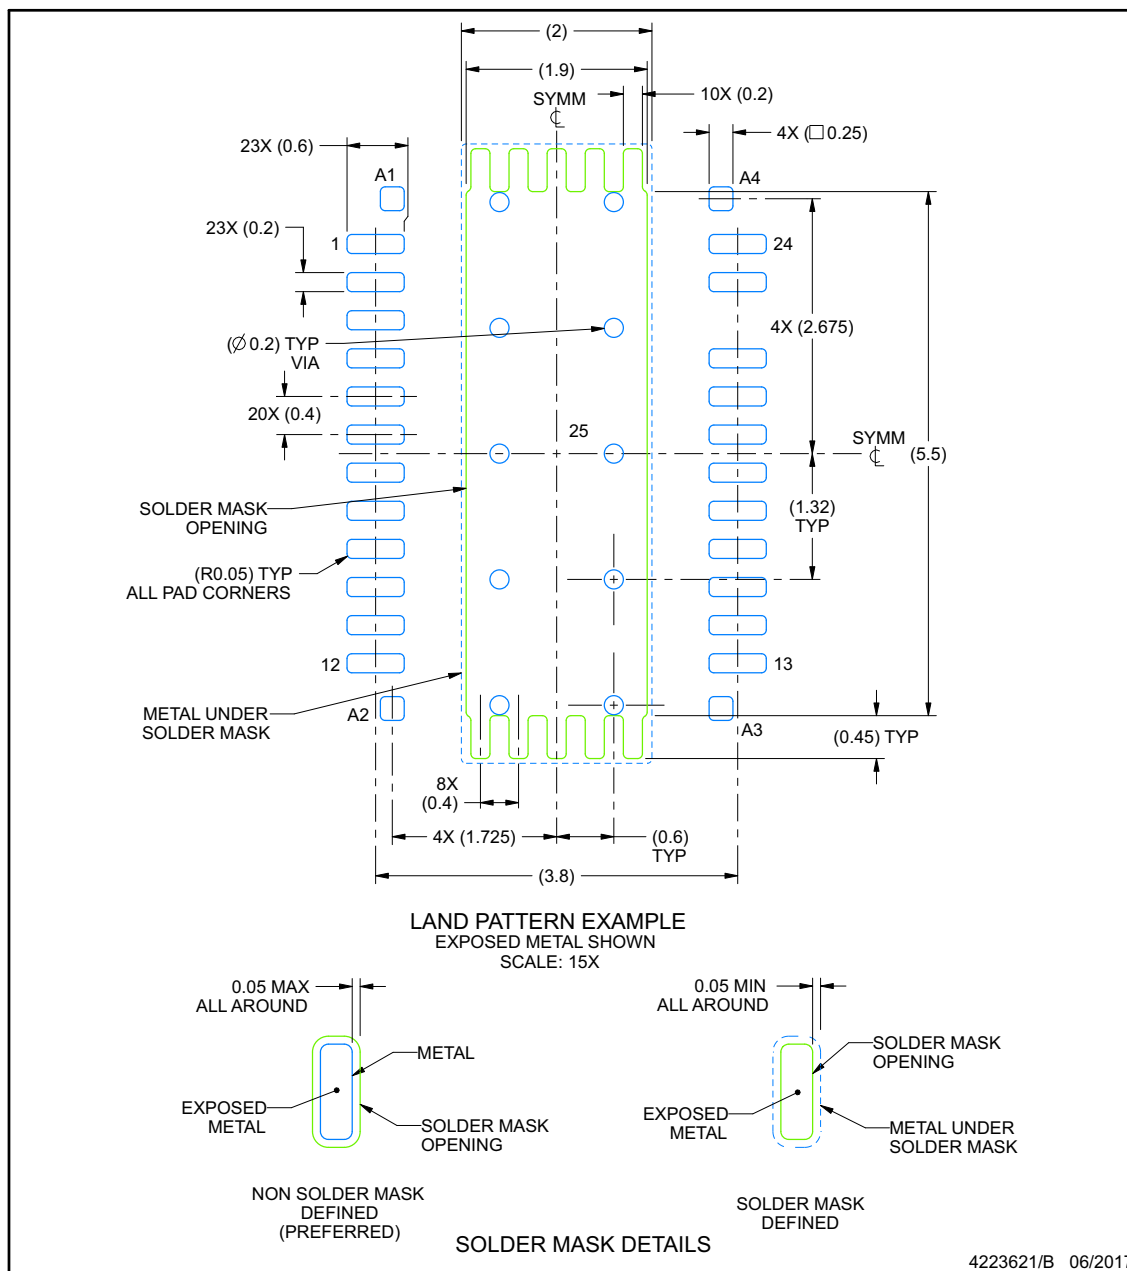 (2)
(1.9)
SYMM
℄
10X (0.2)
4X (□ 0.25)
23X (0.6)
A1
A4
23X (0.2)
1
24
4X (2.675)
(Ø 0.2) TYP
VIA
20X (0.4)
25
SYMM
℄
(5.5)
SOLDER MASK
OPENING
(1.32)
TYP
(R0.05) TYP
ALL PAD CORNERS
12
13
METAL UNDER
SOLDER MASK
A2
A3
(0.45) TYP
8X
(0.4)
4X (1.725)
(0.6)
TYP
(3.8)
LAND PATTERN EXAMPLE
EXPOSED METAL SHOWN
SCALE: 15X
0.05 MAX
ALL AROUND
METAL
EXPOSED
METAL
SOLDER MASK
OPENING
NON SOLDER MASK
DEFINED
(PREFERRED)
0.05 MIN
ALL AROUND
SOLDER MASK
OPENING
EXPOSED
METAL
METAL UNDER
SOLDER MASK
SOLDER MASK
DEFINED
SOLDER MASK DETAILS
4223621/B 06/2017